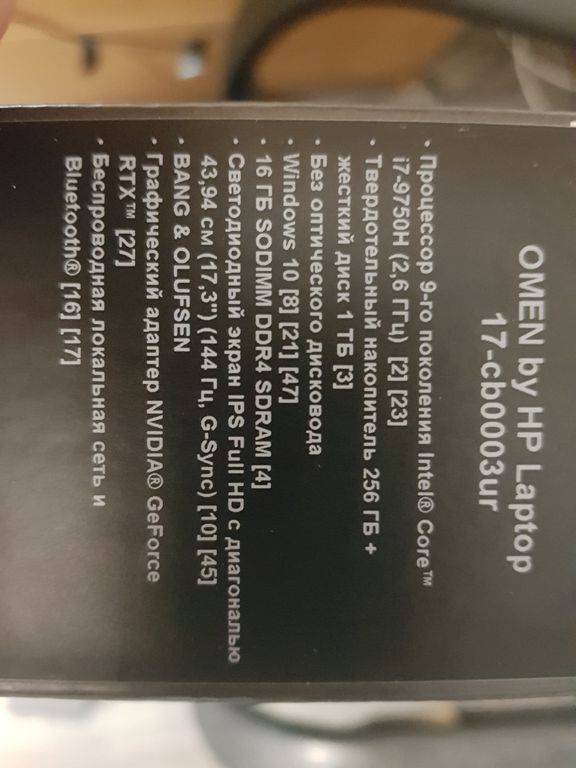 OMEN by HP Laptop
17-cb0003ur
• Процессор 9-го поколения Intel® Core™
i7-9750H (2,6 ГГц) [2] [23]
• Твердотельный накопитель 256 ГБ +
жесткий диск 1 ТБ [3]
• Без оптического дисковода
• Windows 10 [8] [21] [47]
• 16 ГБ SODIMM DDR4 SDRAM [4]
• Светодиодный экран IPS Full HD с диагональю
43,94 см (17,3") (144 Гц, G-Sync) [10] [45]
• BANG & OLUFSEN
• Графический адаптер NVIDIA® GeForce
RTX™ [27]
• Беспроводная локальная сеть и
Bluetooth® [16] [17]